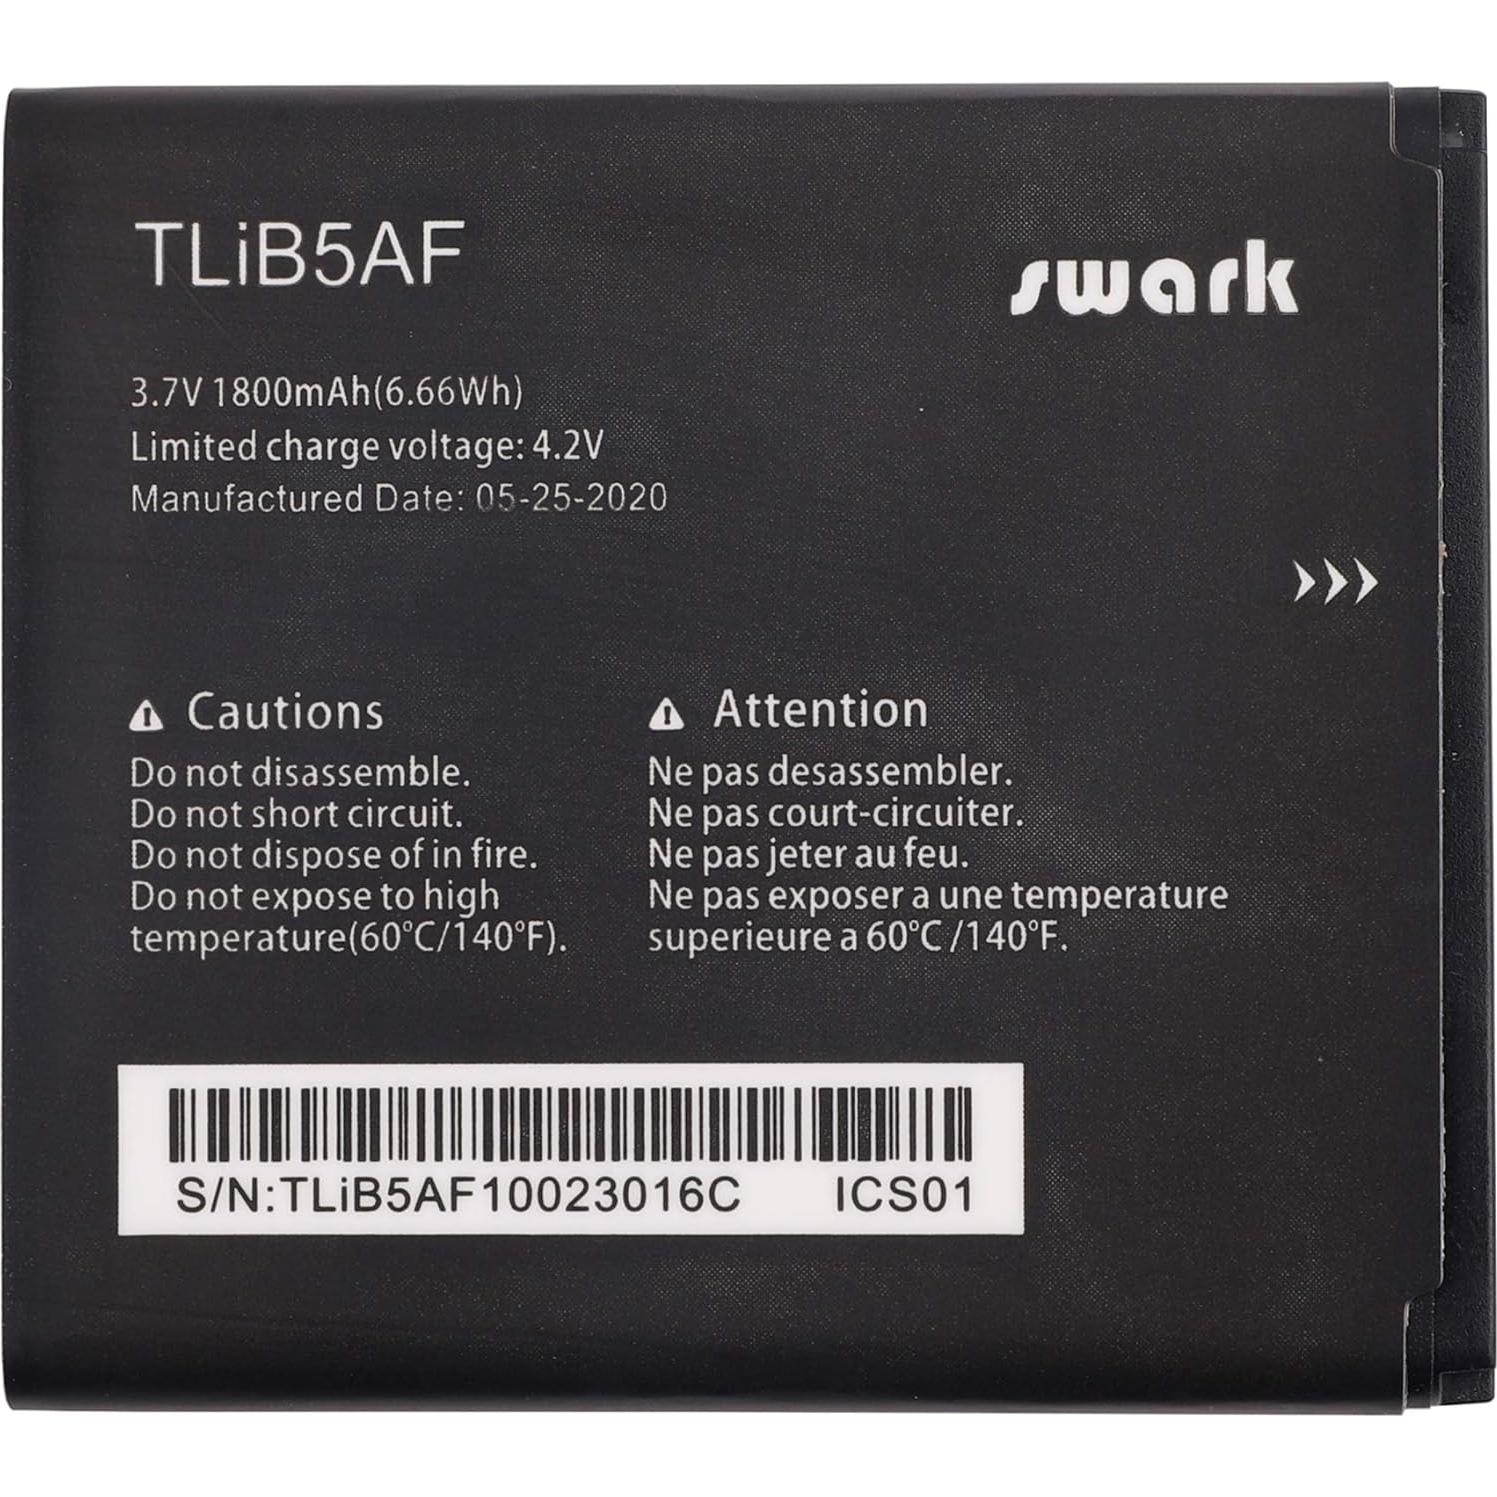 TLiB5AF
swark
3.7V 1800mAh(6.66Wh)
Limited charge voltage: 4.2V
Manufactured Date: 05-25-2020
Cautions
Do not disassemble.
Do not short circuit.
Do not dispose of in fire.
Do not expose to high
temperature(60°C/140°F).
Attention
Ne pas desassembler.
Ne pas court-circuiter.
Ne pas jeter au feu.
Ne pas exposer a une temperature
superieure a 60°C /140°F.
S/N:TLiB5AF10023016C ICS01